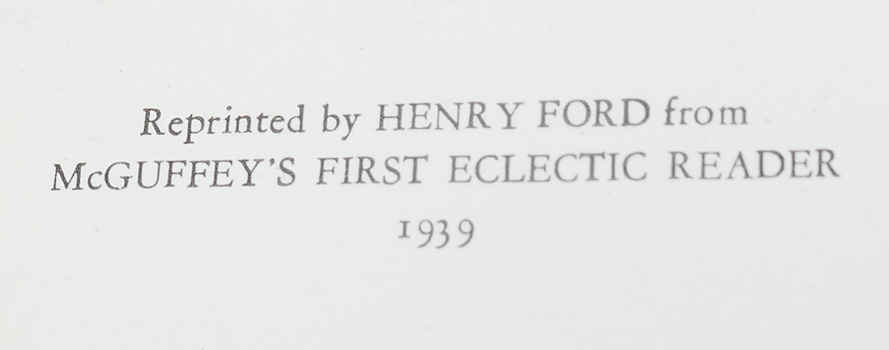 Reprinted by HENRY FORD from
McGUFFEY'S FIRST ECLECTIC READER
1939